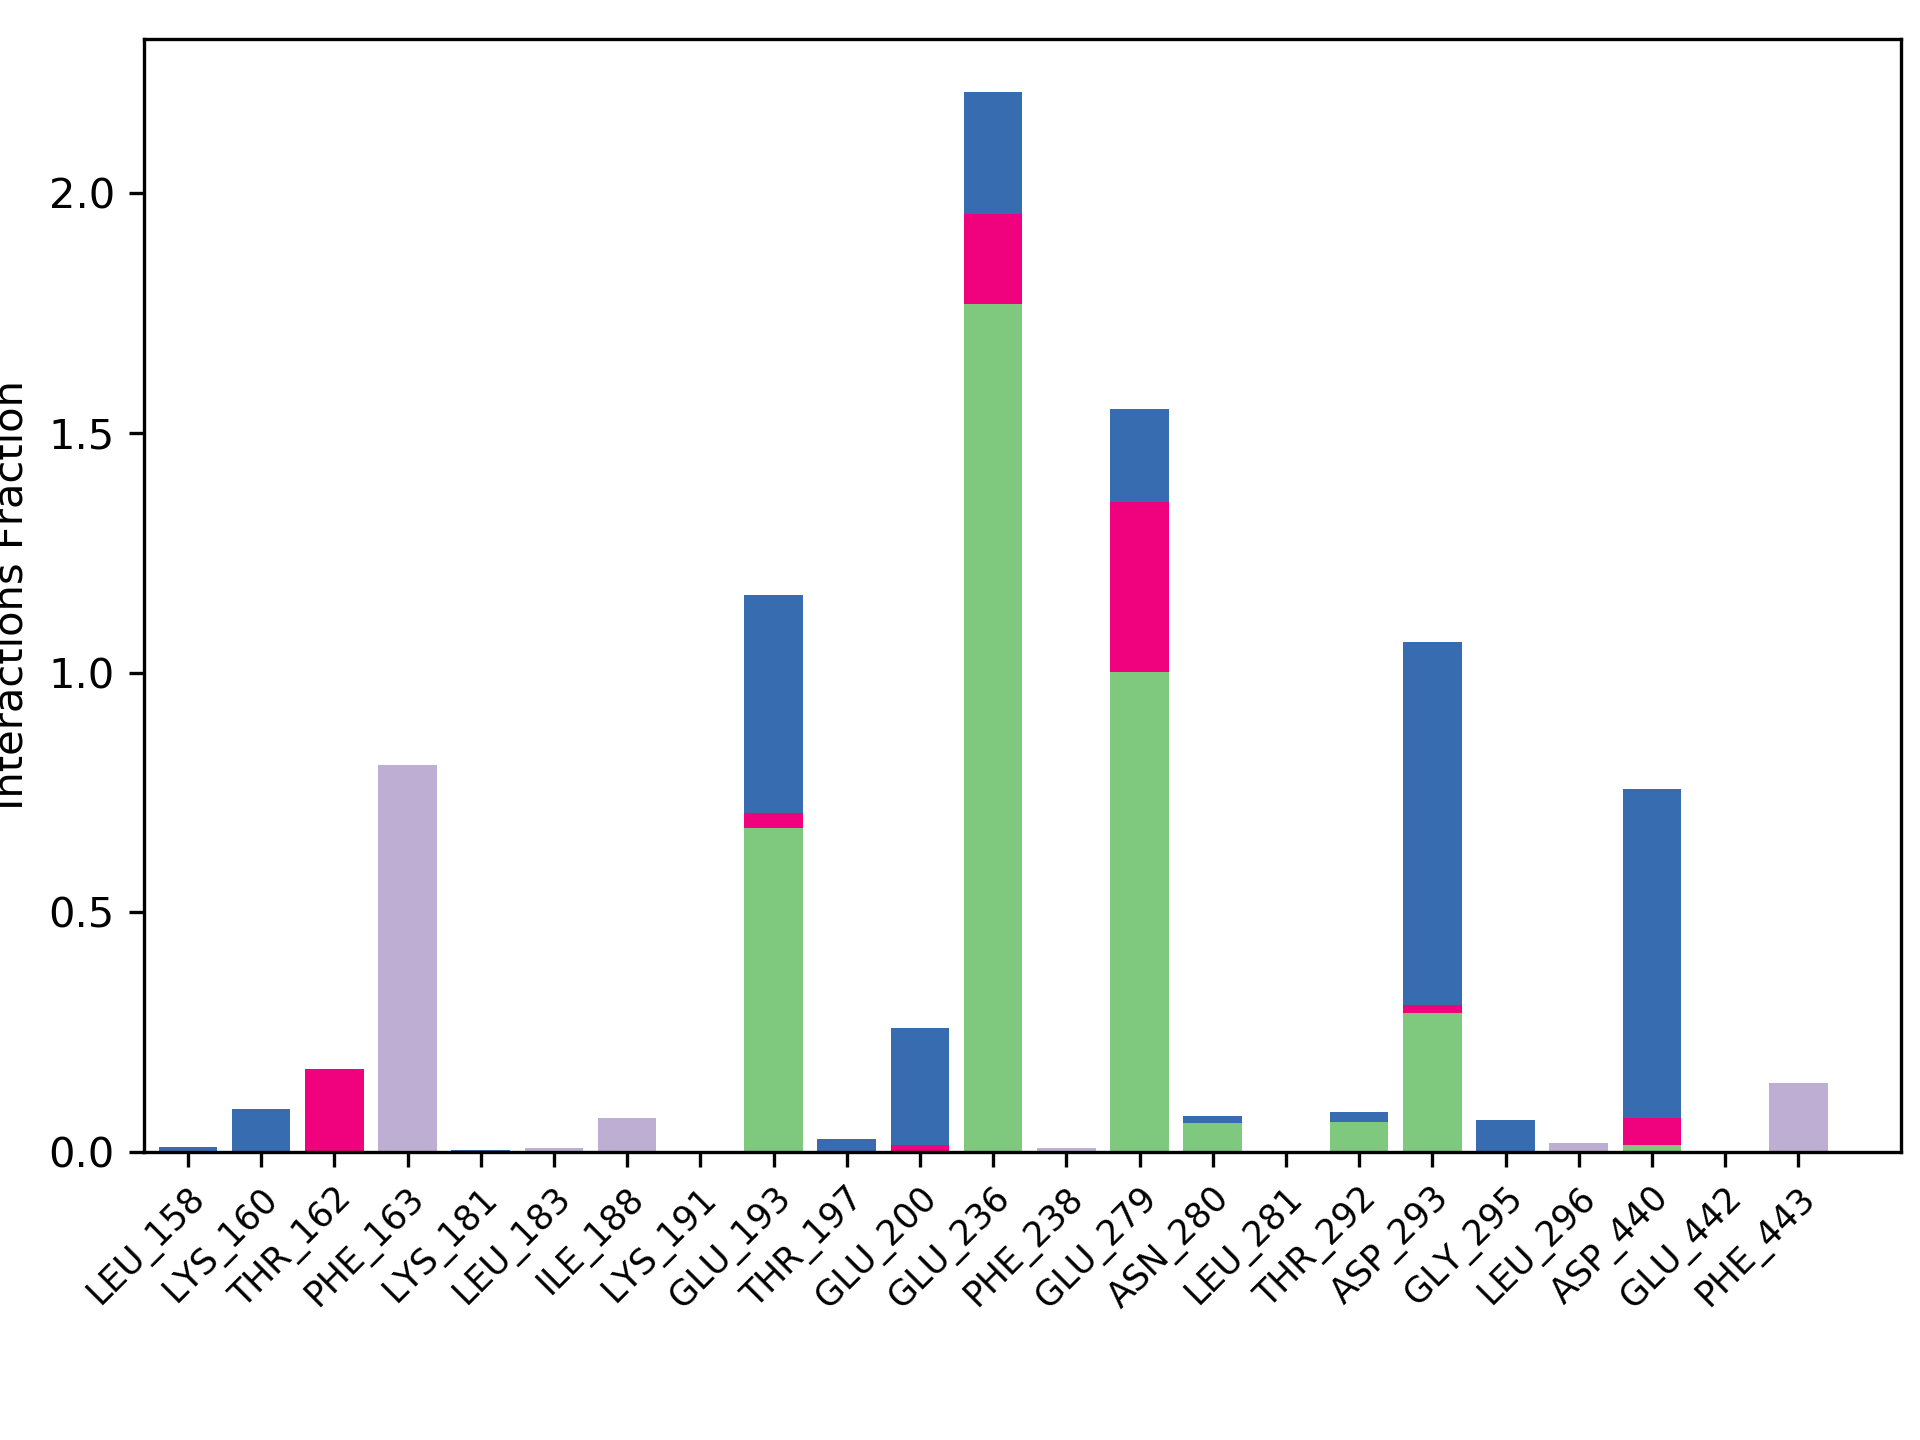 Interactions Fraction
2.0
1.5
1.0
0.5
0.0
LEU_158
LYS_160
THR_162
PHE_163
LYS_181
LEU_183
ILE_188
LYS_191
GLU_193
THR_197
GLU_200
GLU_236
PHE_238
GLU_279
ASN_280
LEU_281
THR_292
ASP_293
GLY_295
LEU_296
ASP_440
GLU_442
PHE_443